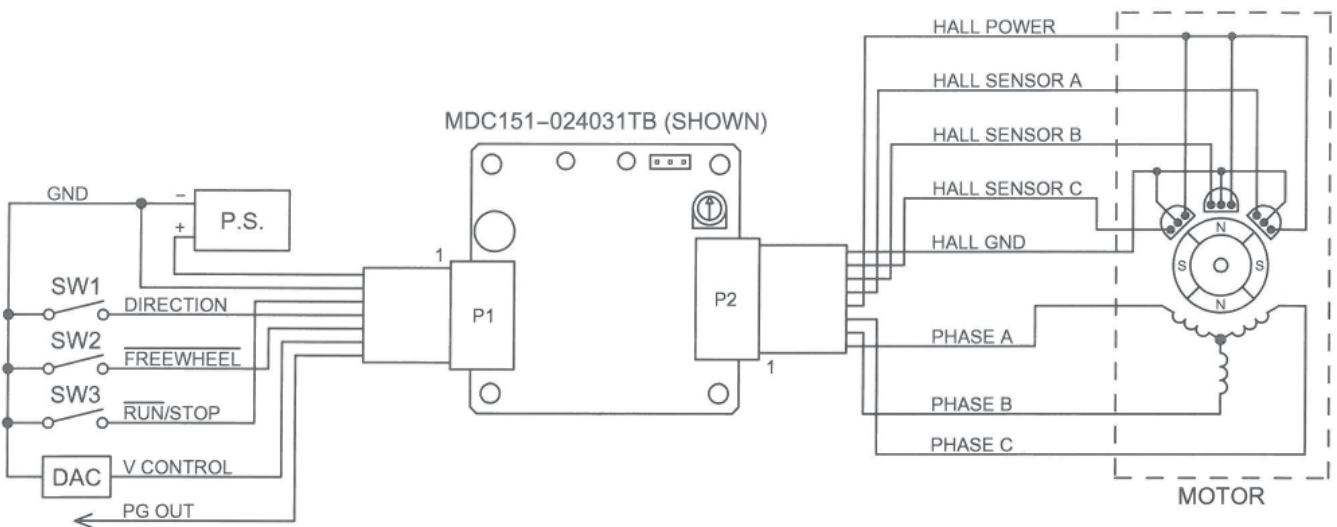 HALL POWER
HALL SENSOR A
MDC151–024031TB (SHOWN)
HALL SENSOR B
GND
–
P.S.
+
HALL SENSOR C
N
HALL GND
1
S
S
SW1
DIRECTION
P1
P2
N
SW2
FREEWHEEL
PHASE A
1
SW3
RUN/STOP
PHASE B
PHASE C
DAC
V CONTROL
MOTOR
PG OUT